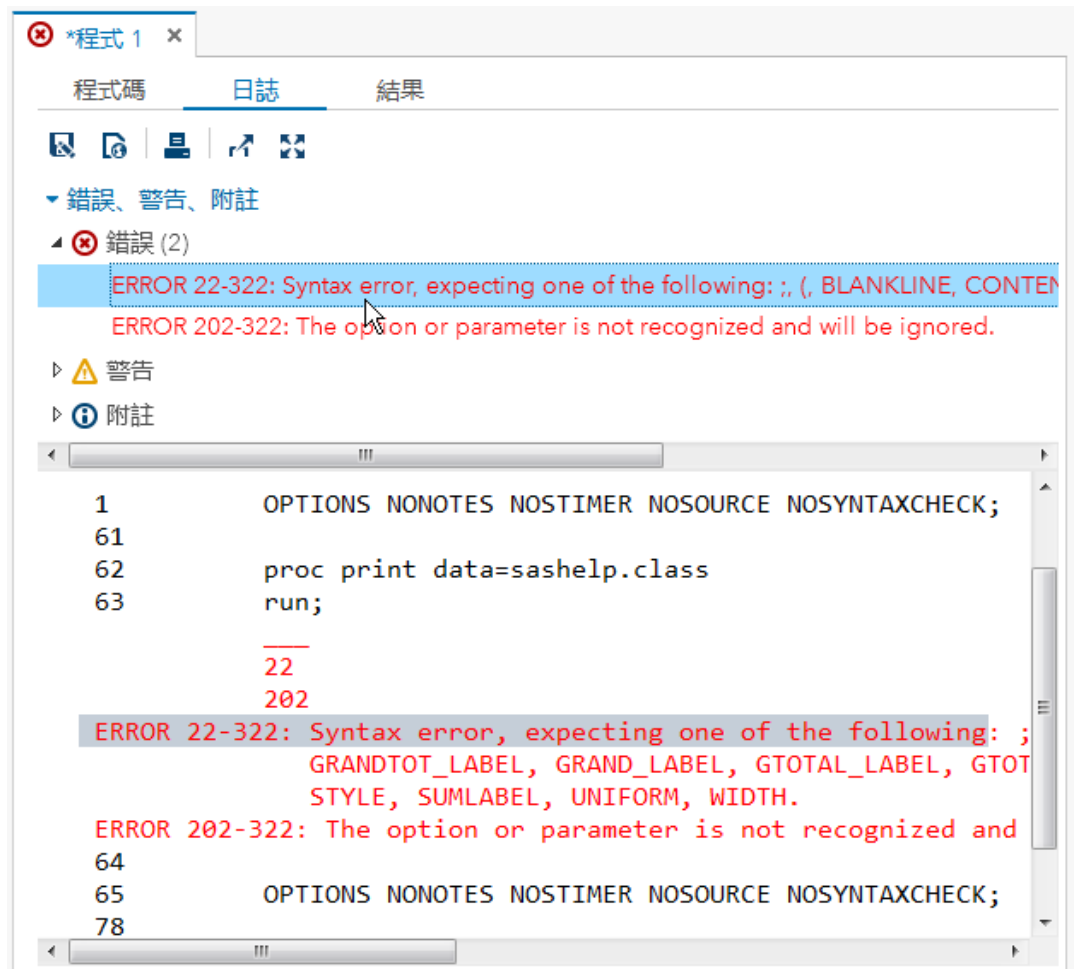 *程式 1 ×
程式碼 日誌 結果
錯誤、警告、附註
錯誤 (2)
ERROR 22-322: Syntax error, expecting one of the following: ;, (, BLANKLINE, CONTEN
ERROR 202-322: The option or parameter is not recognized and will be ignored.
警告
附註
1 OPTIONS NONOTES NOSTIMER NOSOURCE NOSYNTAXCHECK;
61
62 proc print data=sashelp.class
63 run;
___
22
202
ERROR 22-322: Syntax error, expecting one of the following: ;
GRANDTOT_LABEL, GRAND_LABEL, GTOTAL_LABEL, GTOT
STYLE, SUMLABEL, UNIFORM, WIDTH.
ERROR 202-322: The option or parameter is not recognized and
64
65 OPTIONS NONOTES NOSTIMER NOSOURCE NOSYNTAXCHECK;
78